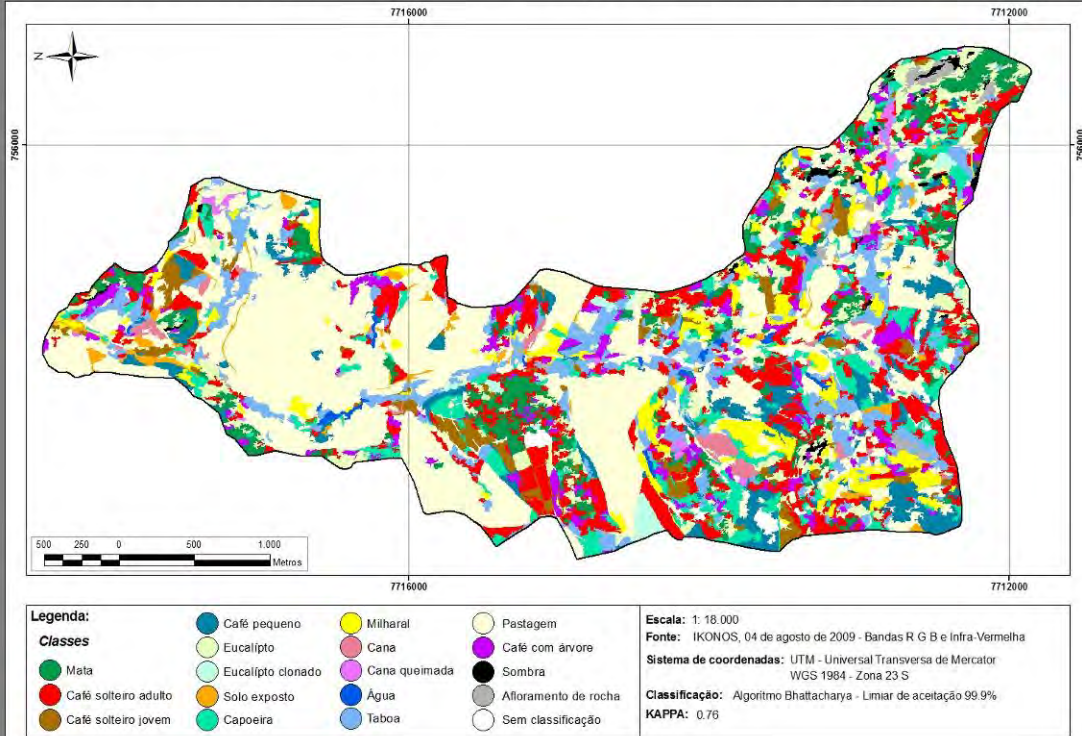 7716000
7712000
N
756000
756000
500
250
0
500
1.000
Metros
7716000
7712000
Legenda:
Classes
Mata
Café solteiro adulto
Café solteiro jovem
Café pequeno
Eucalípto
Eucalípto clonado
Solo exposto
Capoeira
Milharal
Cana
Cana queimada
Água
Taboa
Pastagem
Café com árvore
Sombra
Afloramento de rocha
Sem classificação
Escala: 1: 18.000
Fonte: IKONOS, 04 de agosto de 2009 - Bandas R G B e Infra-Vermelha
Sistema de coordenadas: UTM - Universal Transversa de Mercator
WGS 1984 - Zona 23 S
Classificação: Algorítmo Bhattacharya - Limiar de aceitação 99.9%
KAPPA: 0.76